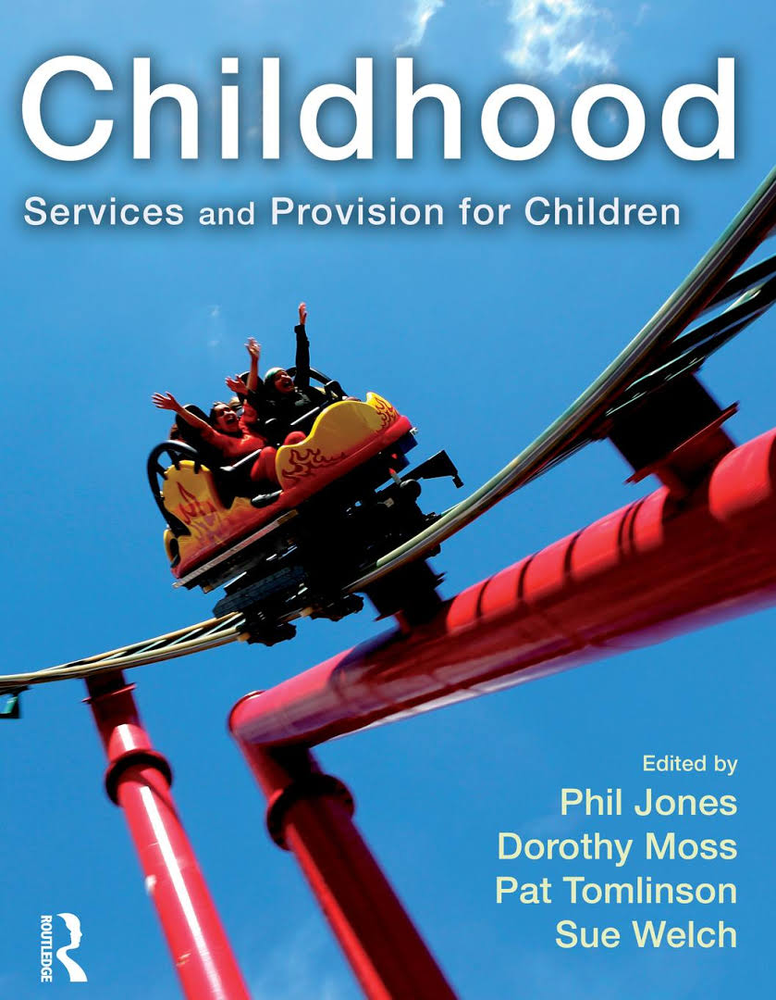 Childhood
Services and Provision for Children
Edited by
Phil Jones
Dorothy Moss
Pat Tomlinson
Sue Welch
ROUTLEDGE